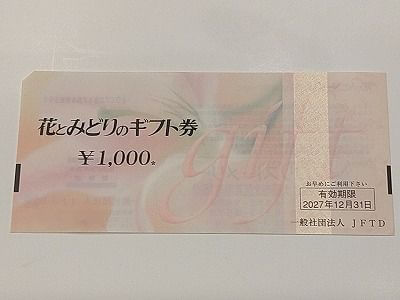 花とみどりのギフト券
¥1,000※
gift
お早めにご利用下さい
有効期限
2027年12月31日
一般社団法人 JFTD